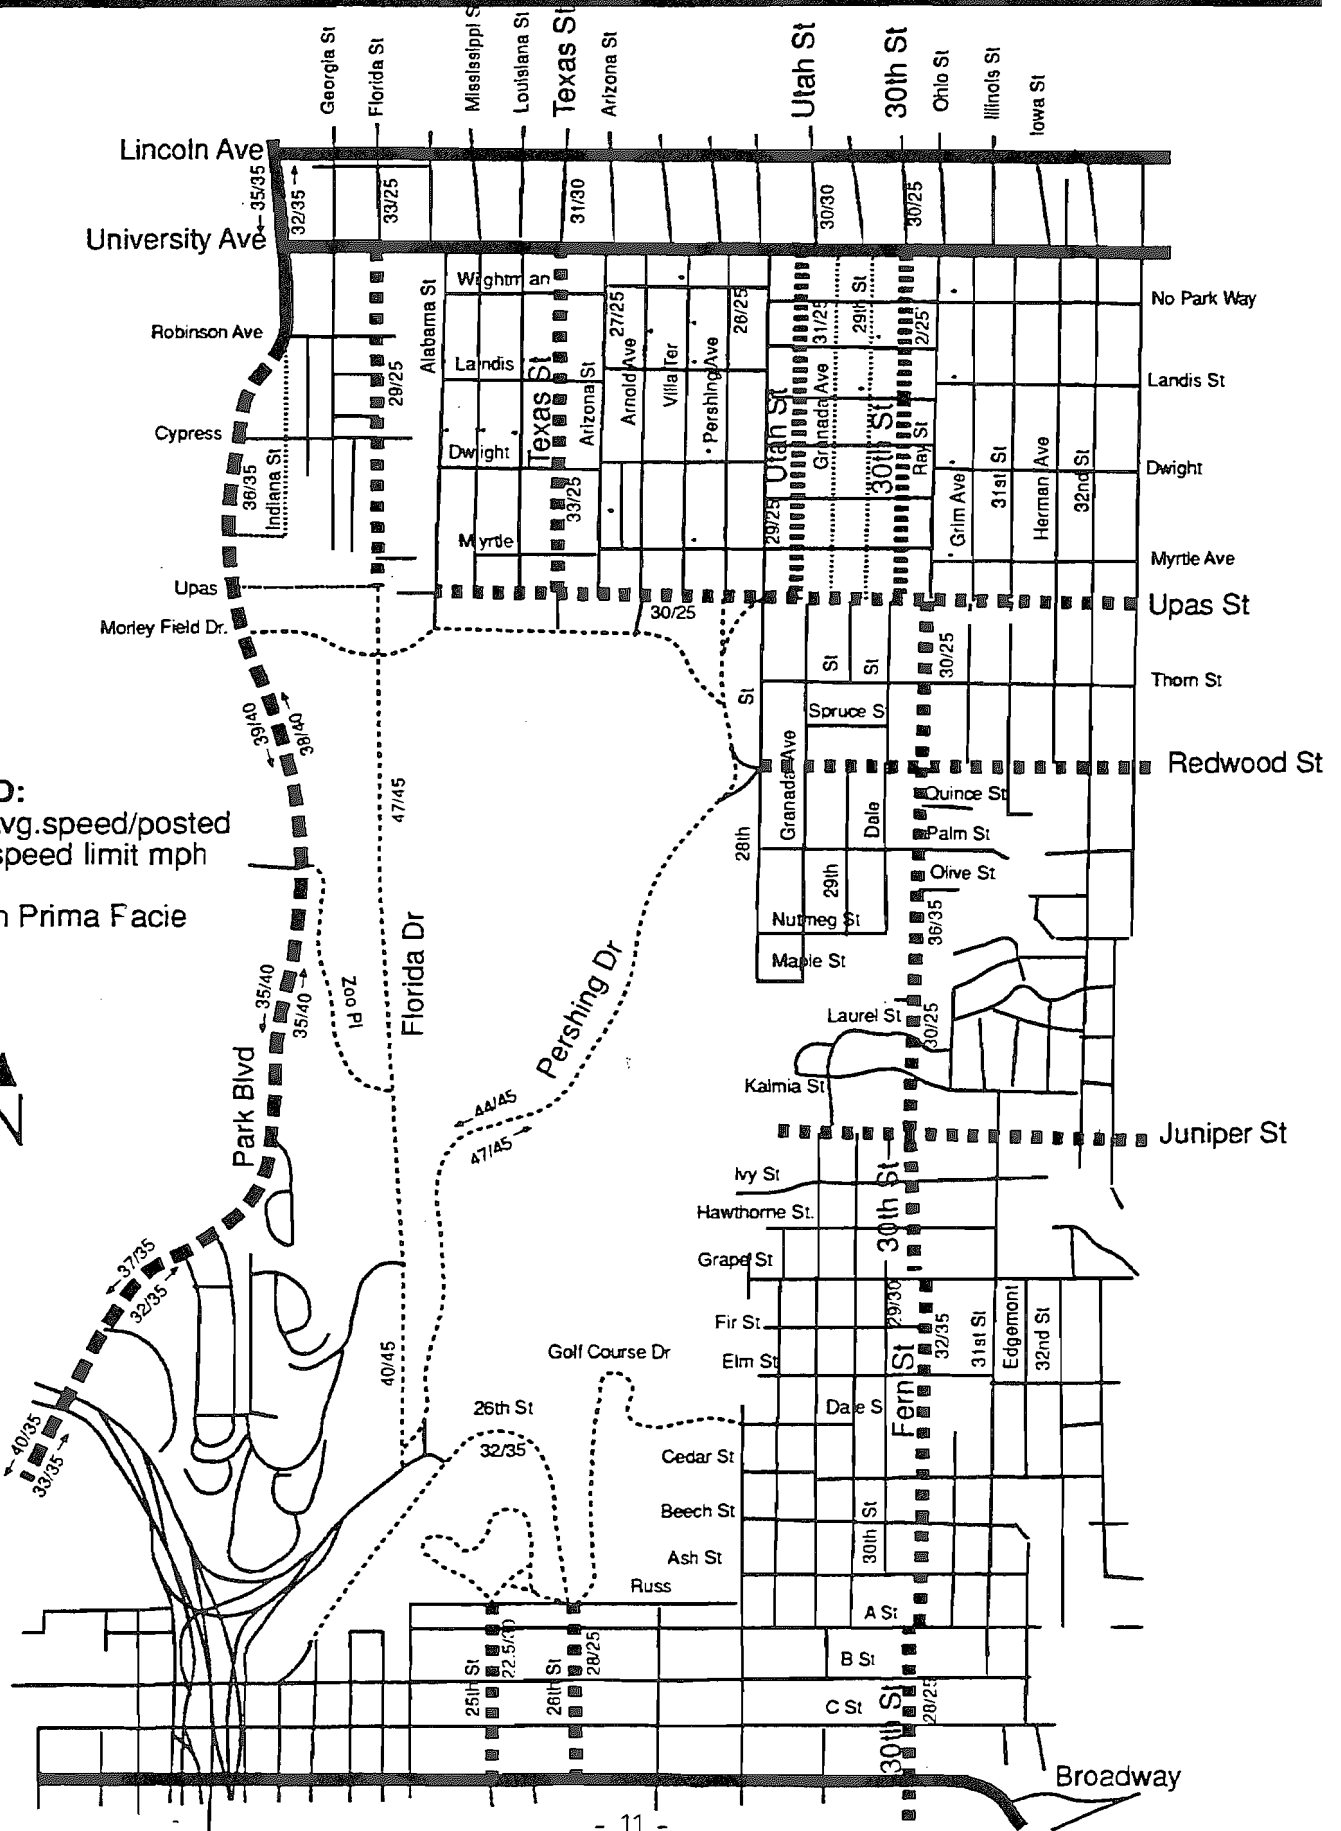 Georgia St
Florida St
Mississippi S
Louisiana St
Texas St
Arizona St
Utah St
30th St
Ohio St
Illinois St
Iowa St
Lincoln Ave
35/35
32/35
33/25
31/30
30/30
30/25
University Ave
Wightman
Alabama St
27/25
26/25
31/25
29th St
2/25
No Park Way
Robinson Ave
29/25
Landis
Texas St
Arizona St
Arnold Ave
Villa Ter
Pershing Ave
Utah St
Granada Ave
30th St
Ray St
Landis St
Cypress
36/35
Indiana St
Dwight
33/25
29/25
Grim Ave
31st St
Herman Ave
32nd St
Dwight
Myrtle
Myrtle Ave
Upas
30/25
Upas St
Morley Field Dr.
St
St
St
30/25
Thorn St
Spruce S
39/40
38/40
47/45
Granada Ave
Redwood St
D:
avg.speed/posted
speed limit mph
28th
Dale
Quince St
Palm St
29th
Olive St
n Prima Facie
Nutmeg St
36/35
Maple St
Florida Dr
Pershing Dr
Zoo Pl
35/40
35/40
Laurel St
30/25
Park Blvd
Kalmia St
44/45
47/45
Juniper St
Ivy St
30th St
Hawthorne St.
37/35
32/35
Grape St
29/30
Fir St
32/35
31st St
Edgemont
32nd St
Golf Course Dr
Elm St
40/45
26th St
32/35
Dale S
Fern St
40/35
33/35
Cedar St
Beech St
30th St
Ash St
Russ
A St
25th St
22.5/30
26th St
28/25
B St
C St
30th St
28/25
Broadway
- 11 -